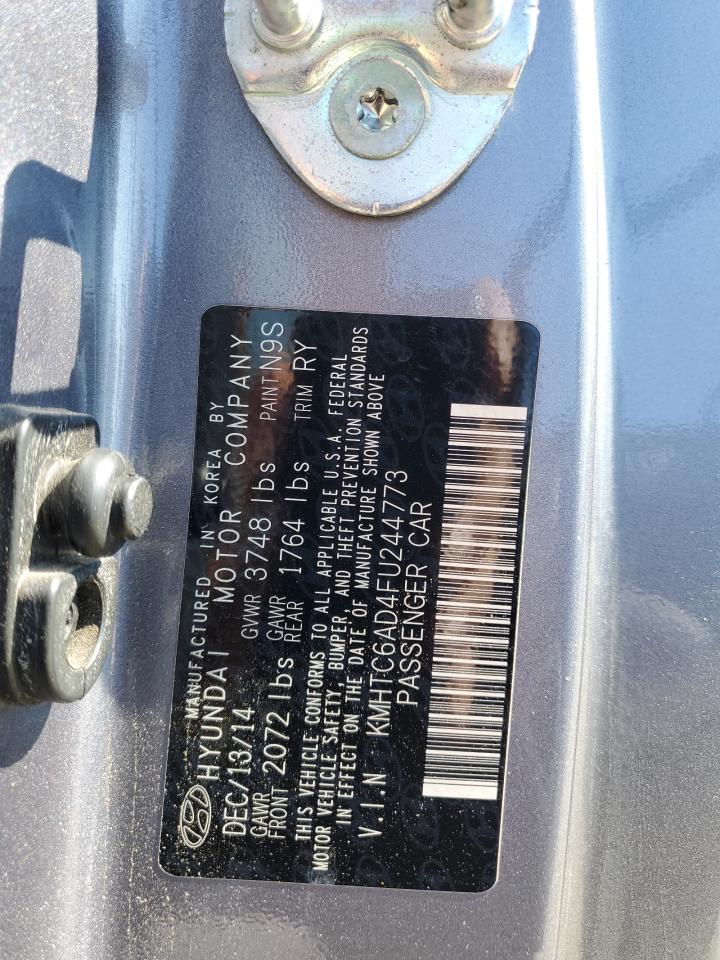 MANUFACTURED IN KOREA BY
HYUNDAI MOTOR COMPANY
DEC/13/14 GVWR 3748 lbs PAINT N9S
GAWR FRONT 2072 lbs GAWR REAR 1764 lbs TRIM RY
THIS VEHICLE CONFORMS TO ALL APPLICABLE U.S.A. FEDERAL
MOTOR VEHICLE SAFETY, BUMPER, AND THEFT PREVENTION STANDARDS
IN EFFECT ON THE DATE OF MANUFACTURE SHOWN ABOVE
V.I.N KMHTC6AD4FU244773
PASSENGER CAR